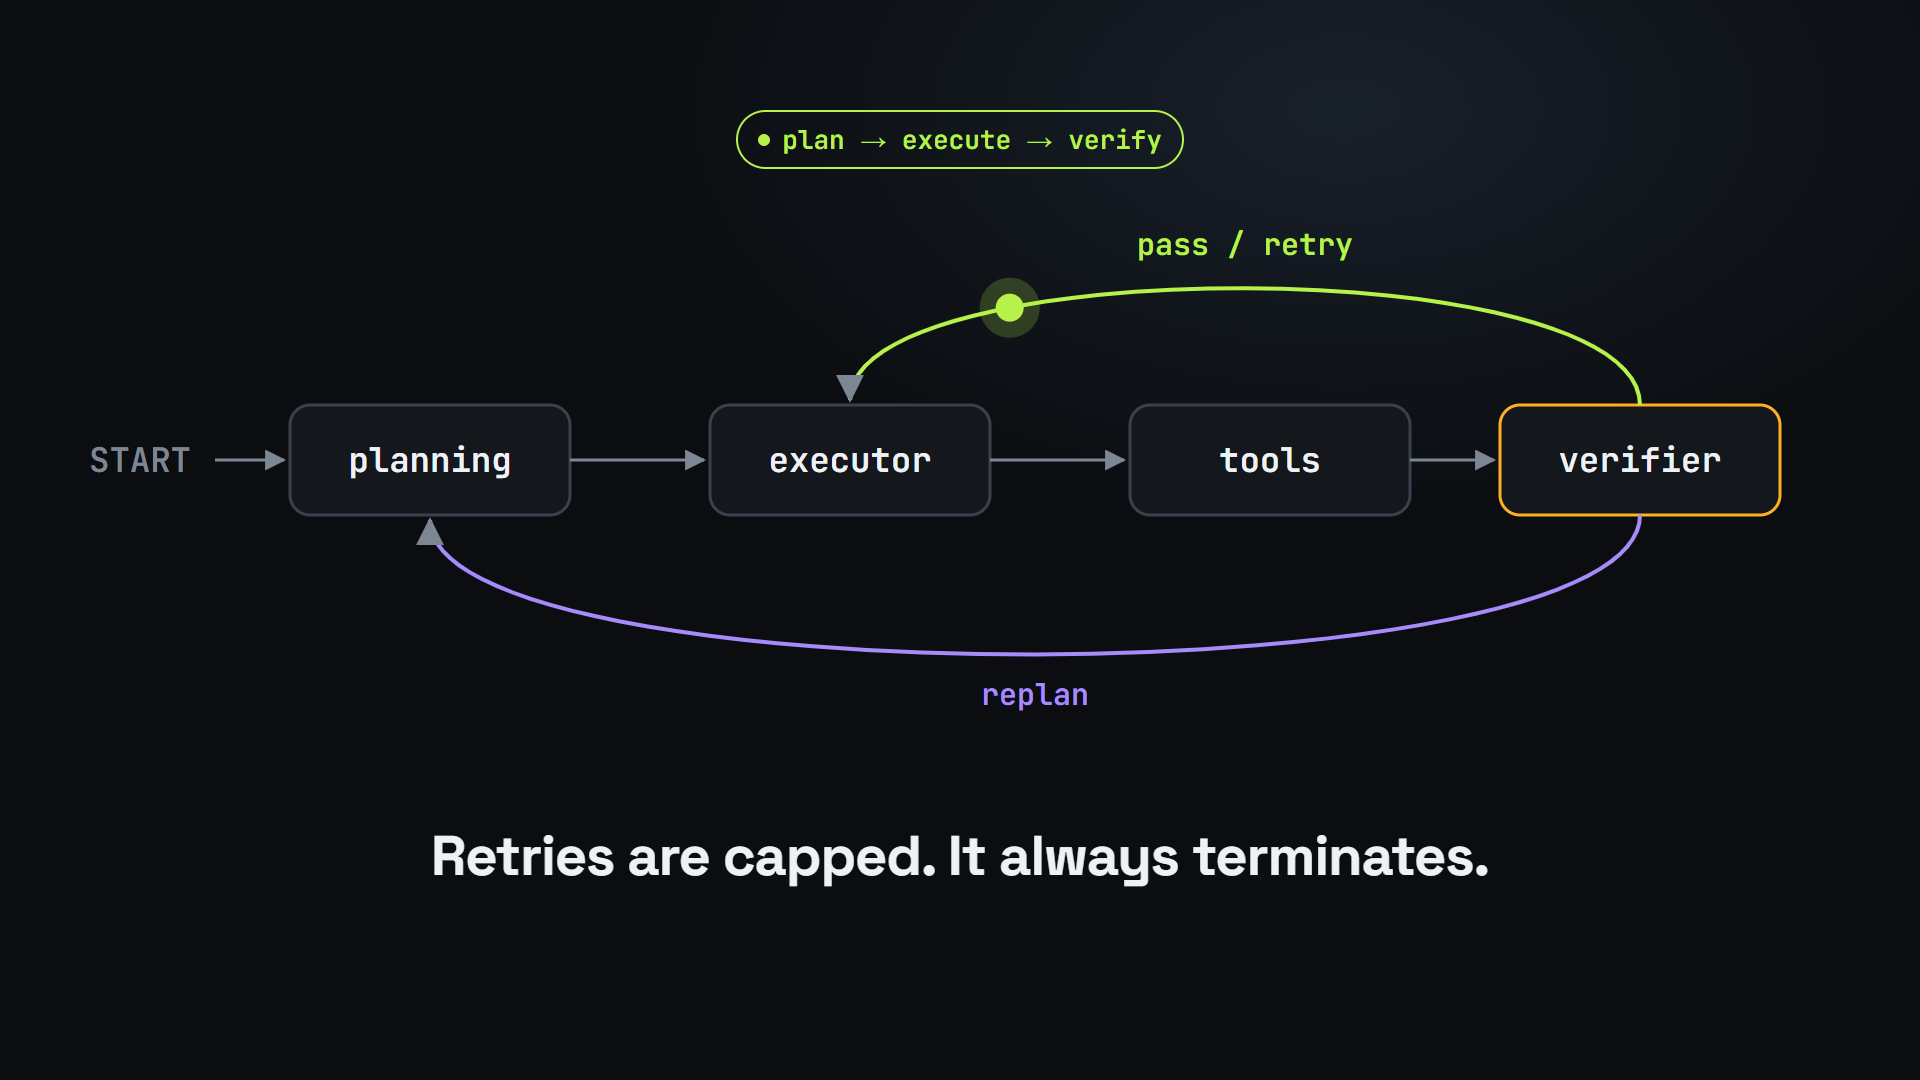 plan → execute → verify
pass / retry
START
planning
executor
tools
verifier
replan
Retries are capped. It always terminates.